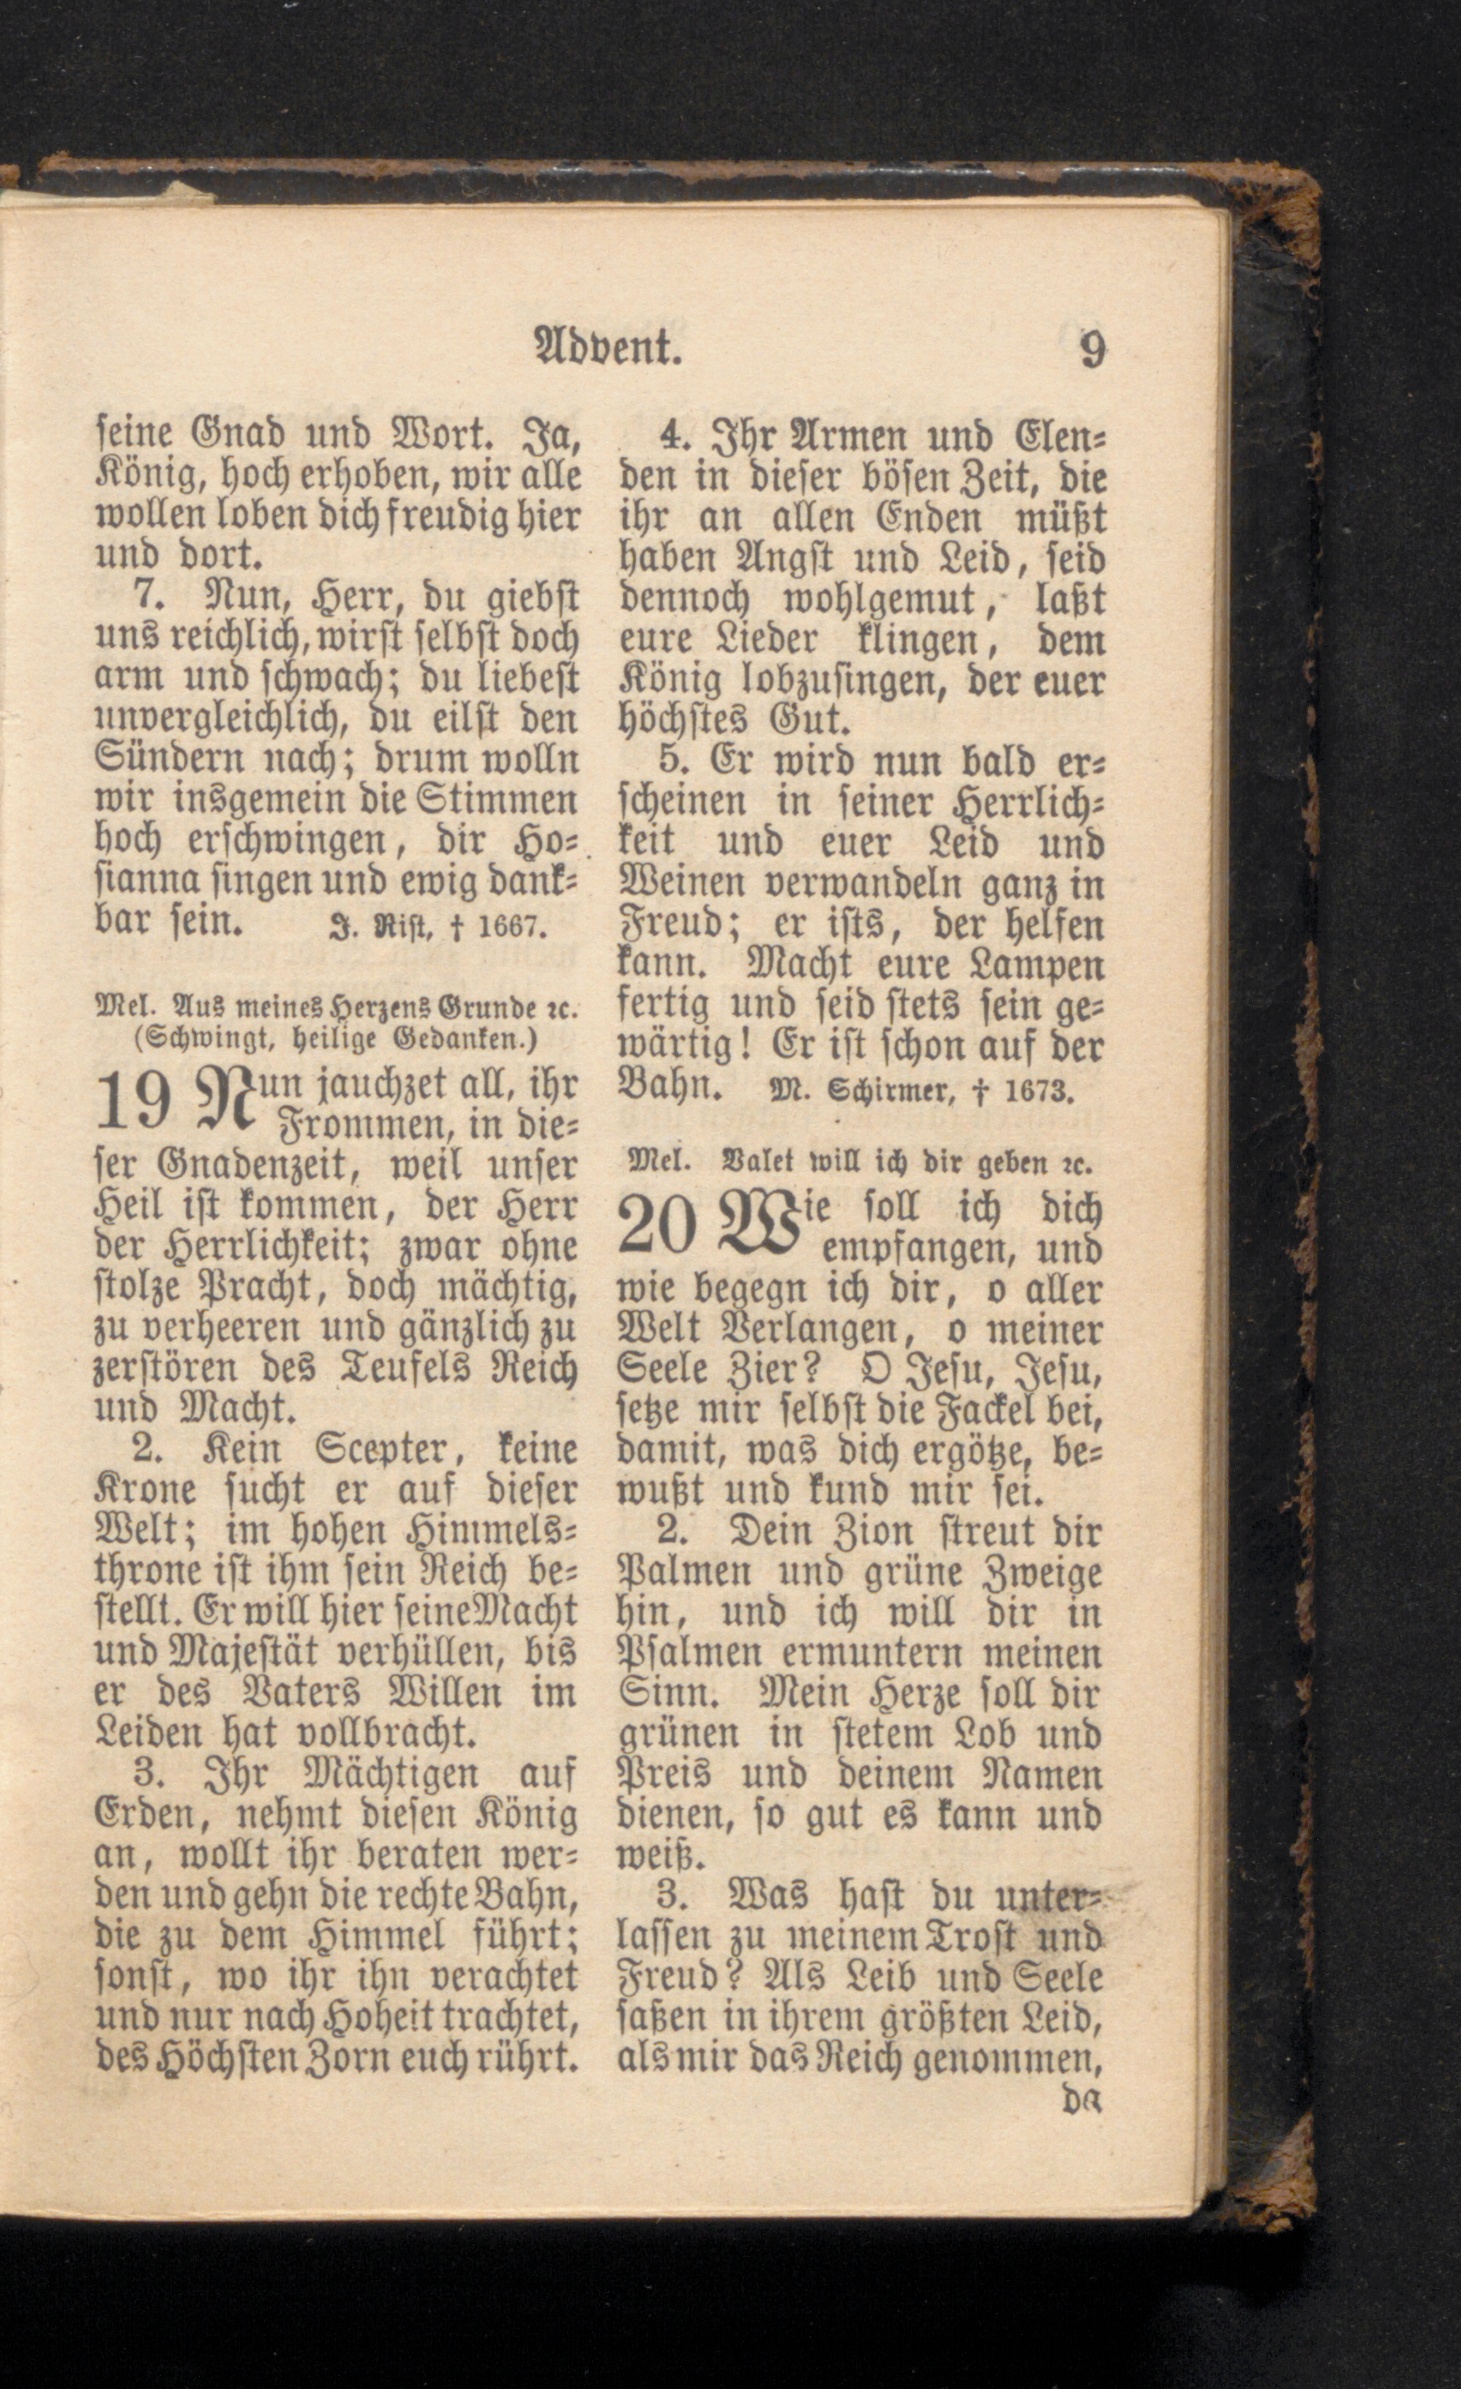 Advent. 9
seine Gnad und Wort. Ja,
König, hoch erhoben, wir alle
wollen loben dich freudig hier
und dort.
7. Nun, Herr, du giebst
uns reichlich, wirst selbst doch
arm und schwach; du liebest
unvergleichlich, du eilst den
Sündern nach; drum wolln
wir insgemein die Stimmen
hoch erschwingen, dir Ho-
sianna singen und ewig dank-
bar sein. J. Rist, † 1667.
Mel. Aus meines Herzens Grunde ꝛc.
(Schwingt, heilige Gedanken.)
19 Nun jauchzet all, ihr
Frommen, in die-
ser Gnadenzeit, weil unser
Heil ist kommen, der Herr
der Herrlichkeit; zwar ohne
stolze Pracht, doch mächtig,
zu verheeren und gänzlich zu
zerstören des Teufels Reich
und Macht.
2. Kein Scepter, keine
Krone sucht er auf dieser
Welt; im hohen Himmels-
throne ist ihm sein Reich be-
stellt. Er will hier seine Macht
und Majestät verhüllen, bis
er des Vaters Willen im
Leiden hat vollbracht.
3. Ihr Mächtigen auf
Erden, nehmt diesen König
an, wollt ihr beraten wer-
den und gehn die rechte Bahn,
die zu dem Himmel führt;
sonst, wo ihr ihn verachtet
und nur nach Hoheit trachtet,
des Höchsten Zorn euch rührt.
4. Ihr Armen und Elen-
den in dieser bösen Zeit, die
ihr an allen Enden müßt
haben Angst und Leid, seid
dennoch wohlgemut, laßt
eure Lieder klingen, dem
König lobzusingen, der euer
höchstes Gut.
5. Er wird nun bald er-
scheinen in seiner Herrlich-
keit und euer Leid und
Weinen verwandeln ganz in
Freud; er ists, der helfen
kann. Macht eure Lampen
fertig und seid stets sein ge-
wärtig! Er ist schon auf der
Bahn. M. Schirmer, † 1673.
Mel. Valet will ich dir geben ꝛc.
20 Wie soll ich dich
empfangen, und
wie begegn ich dir, o aller
Welt Verlangen, o meiner
Seele Zier? O Jesu, Jesu,
setze mir selbst die Fackel bei,
damit, was dich ergötze, be-
wußt und kund mir sei.
2. Dein Zion streut dir
Palmen und grüne Zweige
hin, und ich will dir in
Psalmen ermuntern meinen
Sinn. Mein Herze soll dir
grünen in stetem Lob und
Preis und deinem Namen
dienen, so gut es kann und
weiß.
3. Was hast du unter-
lassen zu meinem Trost und
Freud? Als Leib und Seele
saßen in ihrem größten Leid,
als mir das Reich genommen,
da